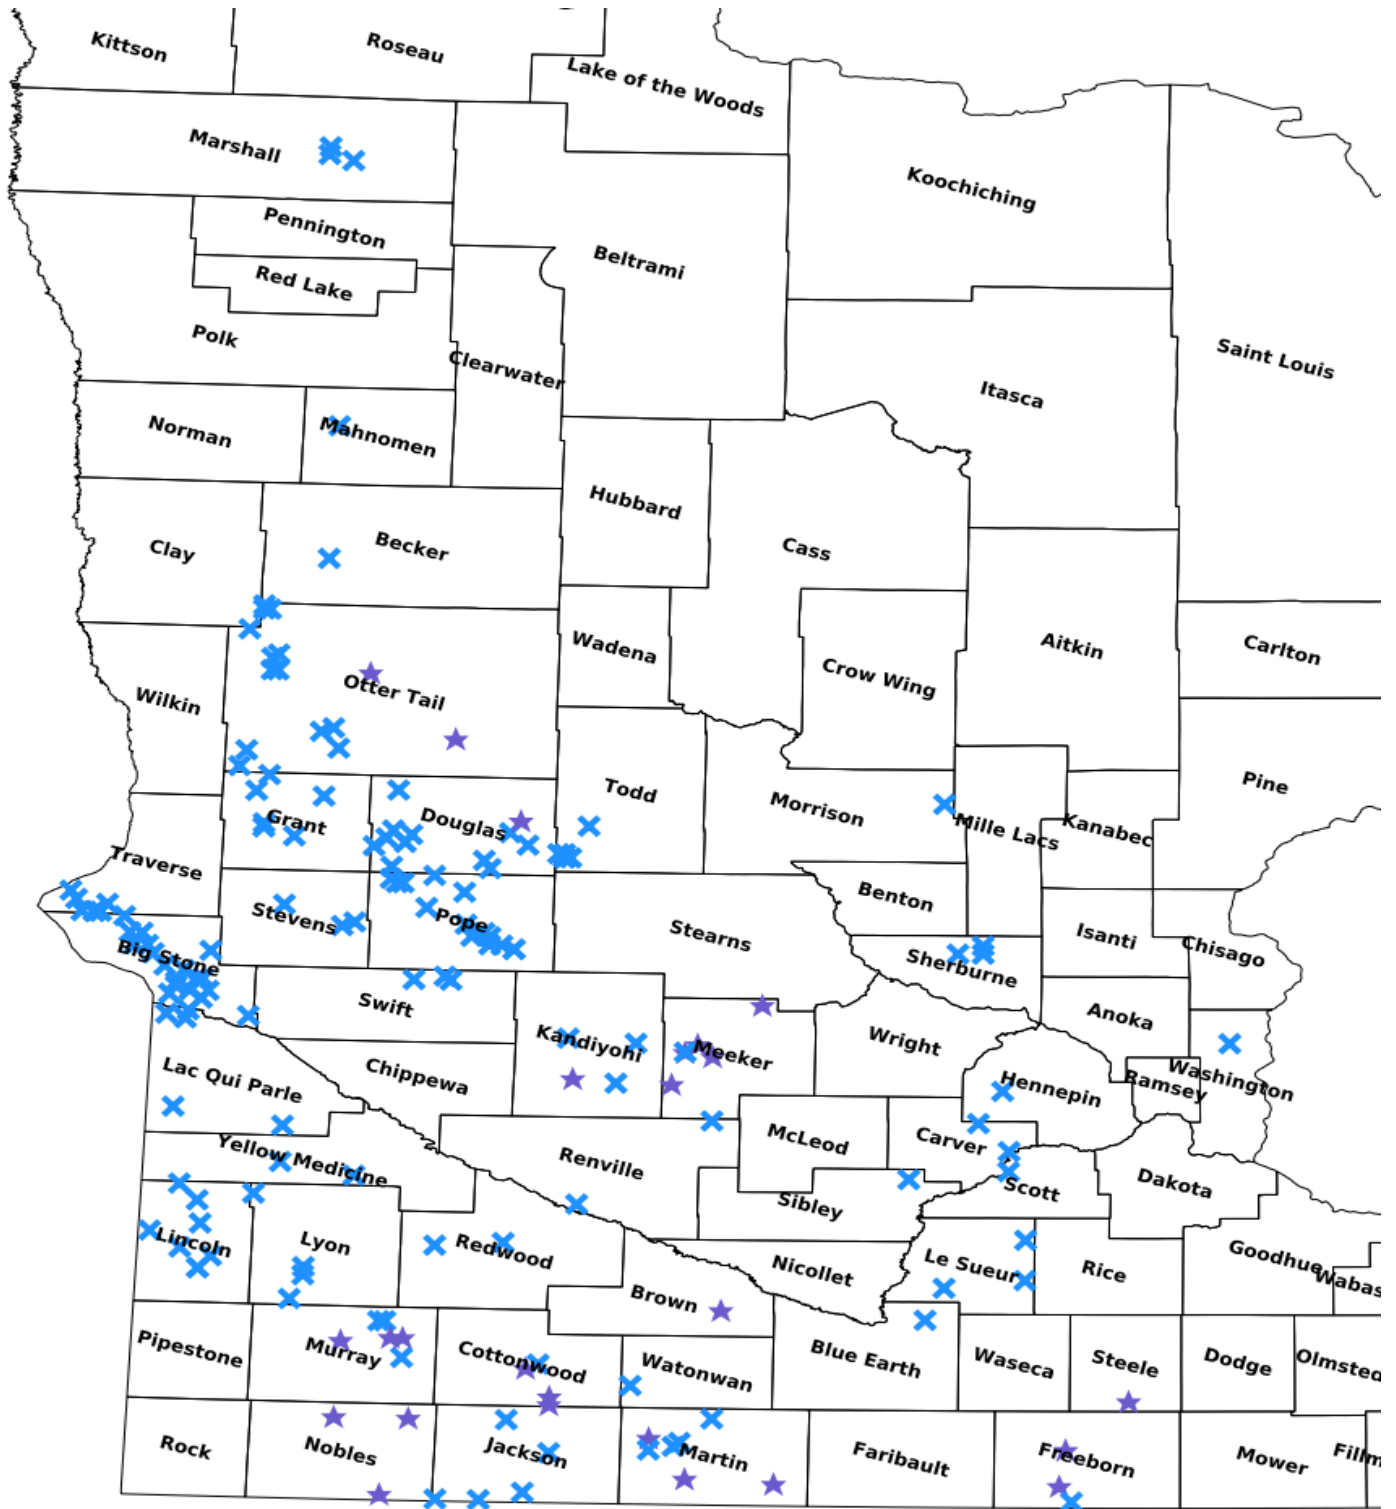 Kittson
Roseau
Lake of the Woods
Marshall
Koochiching
Pennington
Beltrami
Red Lake
Polk
Clearwater
Saint Louis
Itasca
Norman
Mahnomen
Hubbard
Clay
Becker
Cass
Wadena
Aitkin
Carlton
Crow Wing
Wilkin
Otter Tail
Todd
Pine
Morrison
Grant
Douglas
Mille Lacs
Kanabec
Traverse
Benton
Stevens
Pope
Stearns
Isanti
Chisago
Big Stone
Sherburne
Swift
Anoka
Kandiyohi
Meeker
Wright
Lac Qui Parle
Chippewa
Hennepin
Ramsey
Washington
McLeod
Carver
Yellow Medicine
Renville
Scott
Dakota
Sibley
Lincoln
Lyon
Redwood
Nicollet
Le Sueur
Rice
Goodhue
Wabas
Brown
Pipestone
Murray
Cottonwood
Watonwan
Blue Earth
Waseca
Steele
Dodge
Olmsted
Rock
Nobles
Jackson
Martin
Faribault
Freeborn
Mower
Fillm